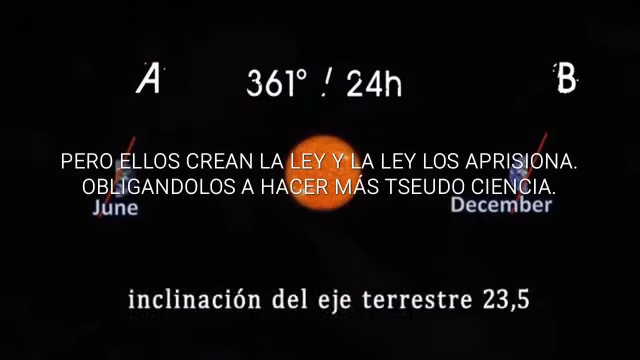 A
361º / 24h
B
PERO ELLOS CREAN LA LEY Y LA LEY LOS APRISIONA.
OBLIGANDOLOS A HACER MÁS TSEUDO CIENCIA.
June
December
inclinación del eje terrestre 23,5